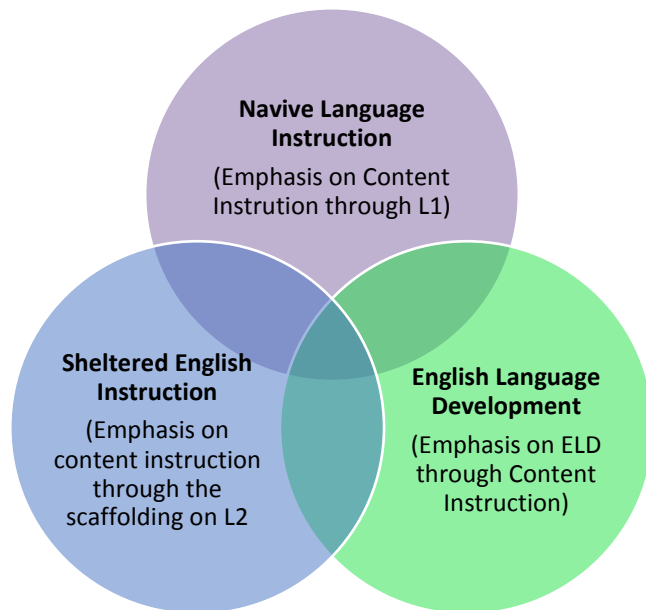 Navive Language
Instruction
(Emphasis on Content
Instrution through L1)
Sheltered English
Instruction
(Emphasis on
content instruction
through the
scaffolding on L2
English Language
Development
(Emphasis on ELD
through Content
Instruction)